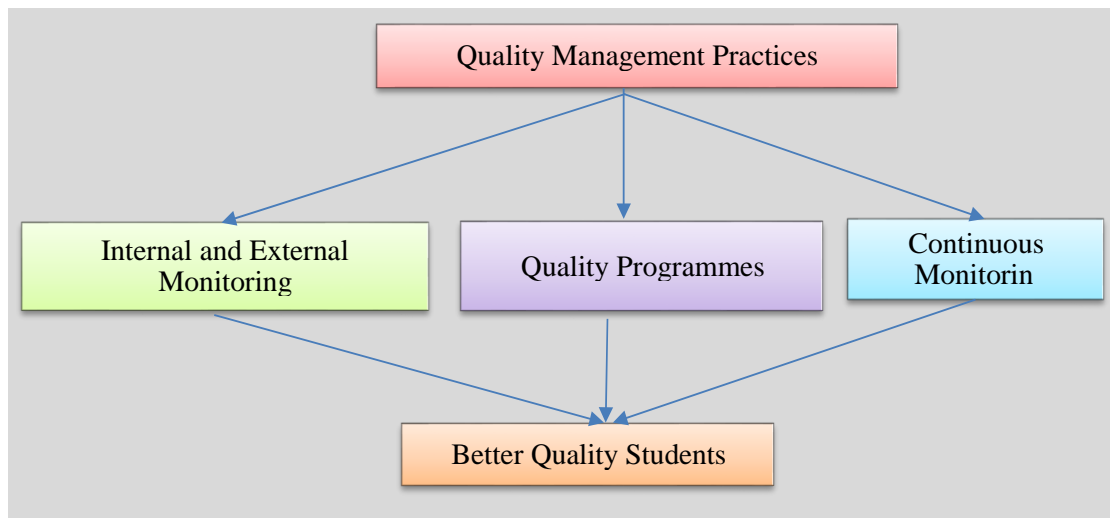 Quality Management Practices
Internal and External
Monitoring
Quality Programmes
Continuous
Monitorin
Better Quality Students